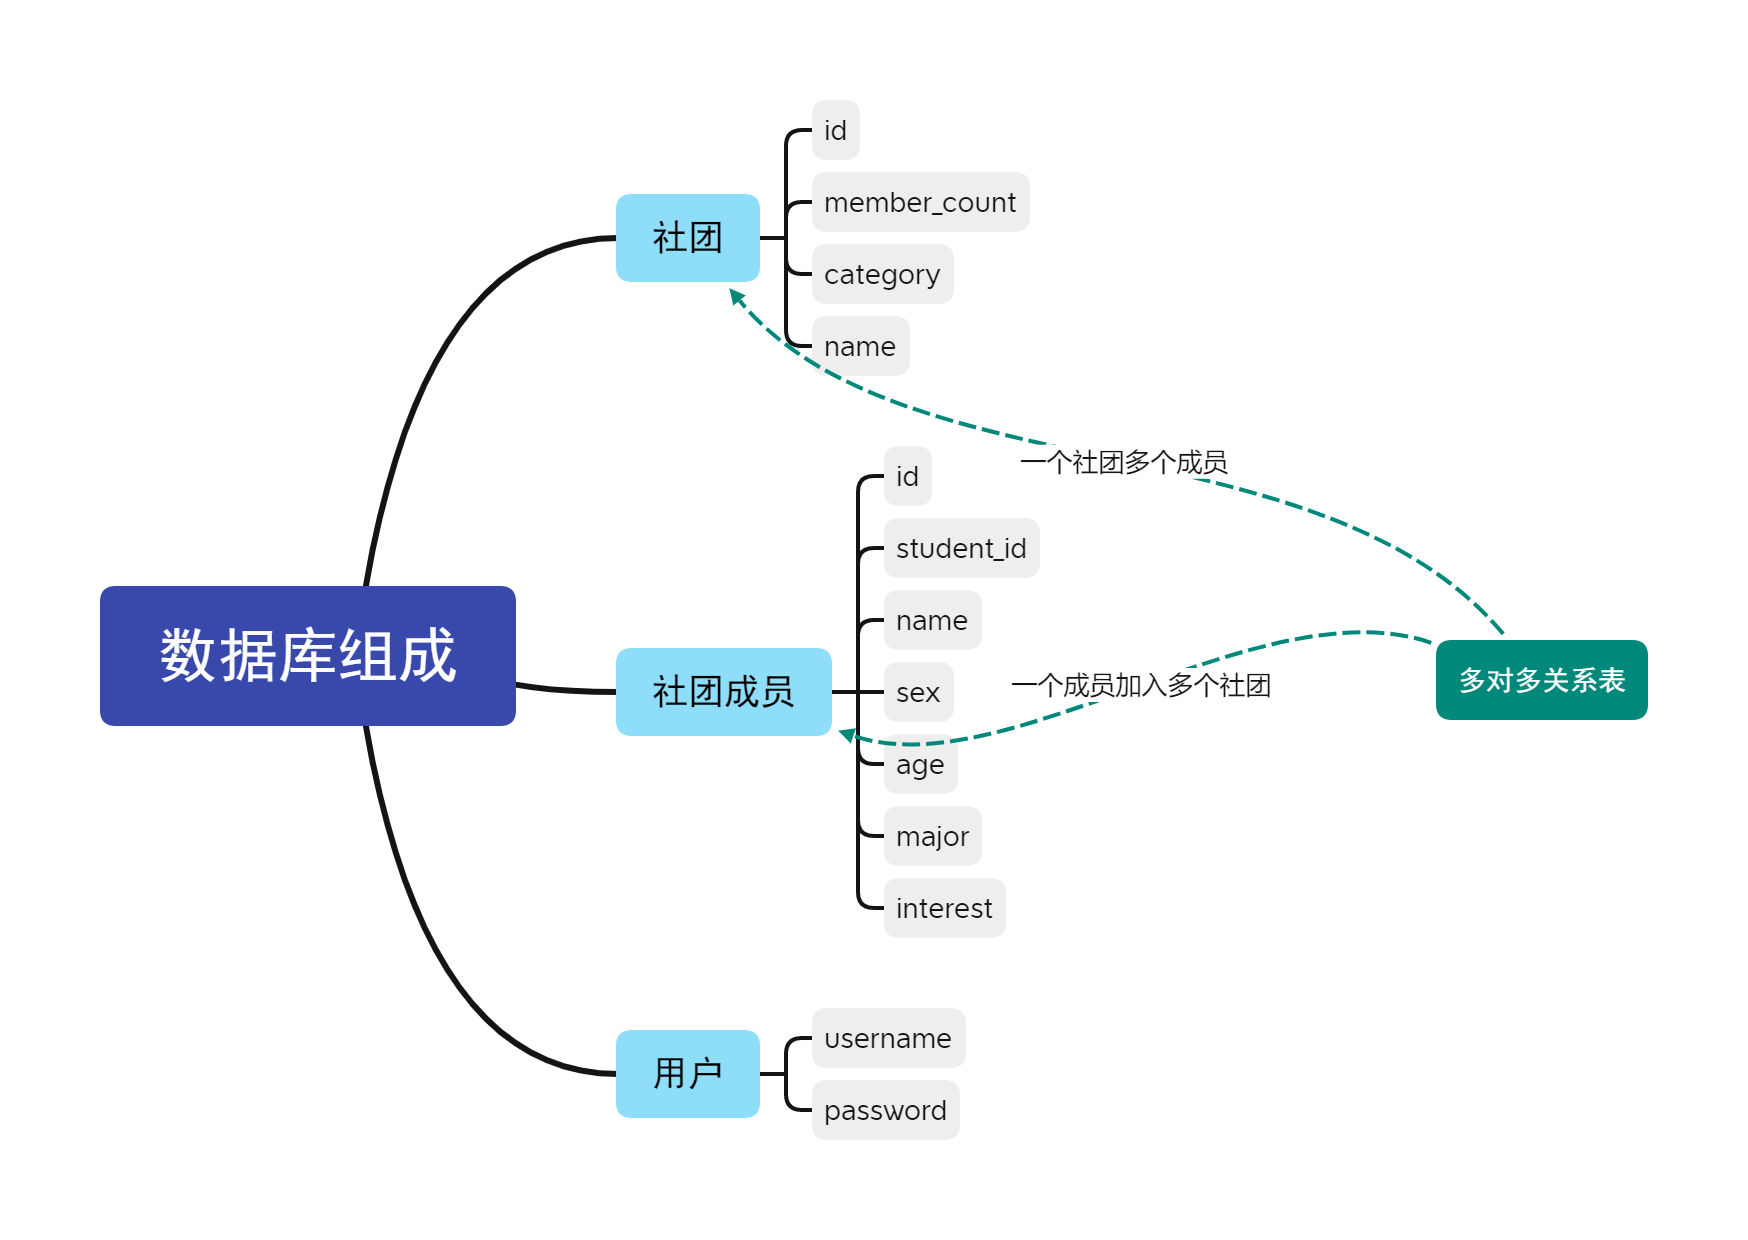 数据库组成
社团
id
member_count
category
name
一个社团多个成员
社团成员
id
student_id
name
sex
age
major
interest
一个成员加入多个社团
多对多关系表
用户
username
password